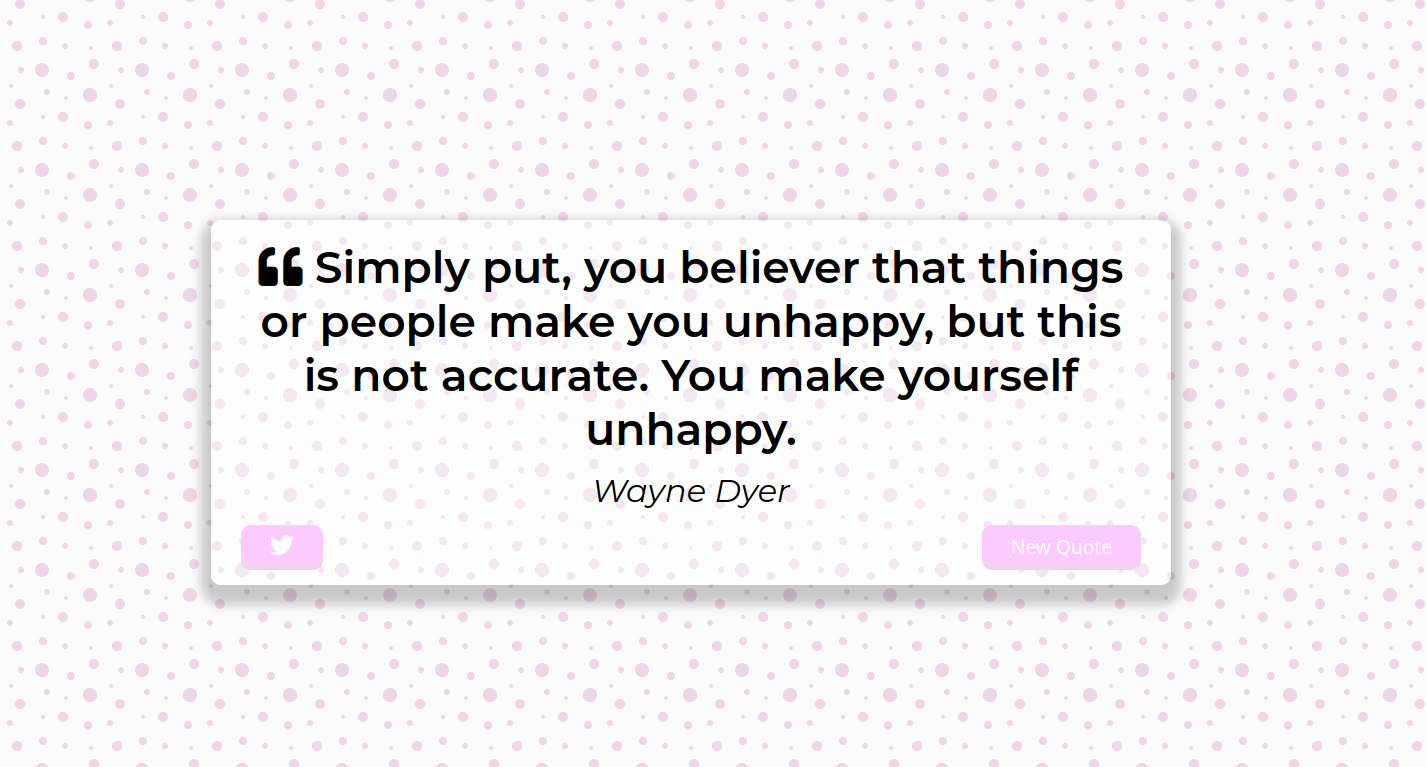 ❝ Simply put, you believer that things
or people make you unhappy, but this
is not accurate. You make yourself
unhappy.
Wayne Dyer
New Quote